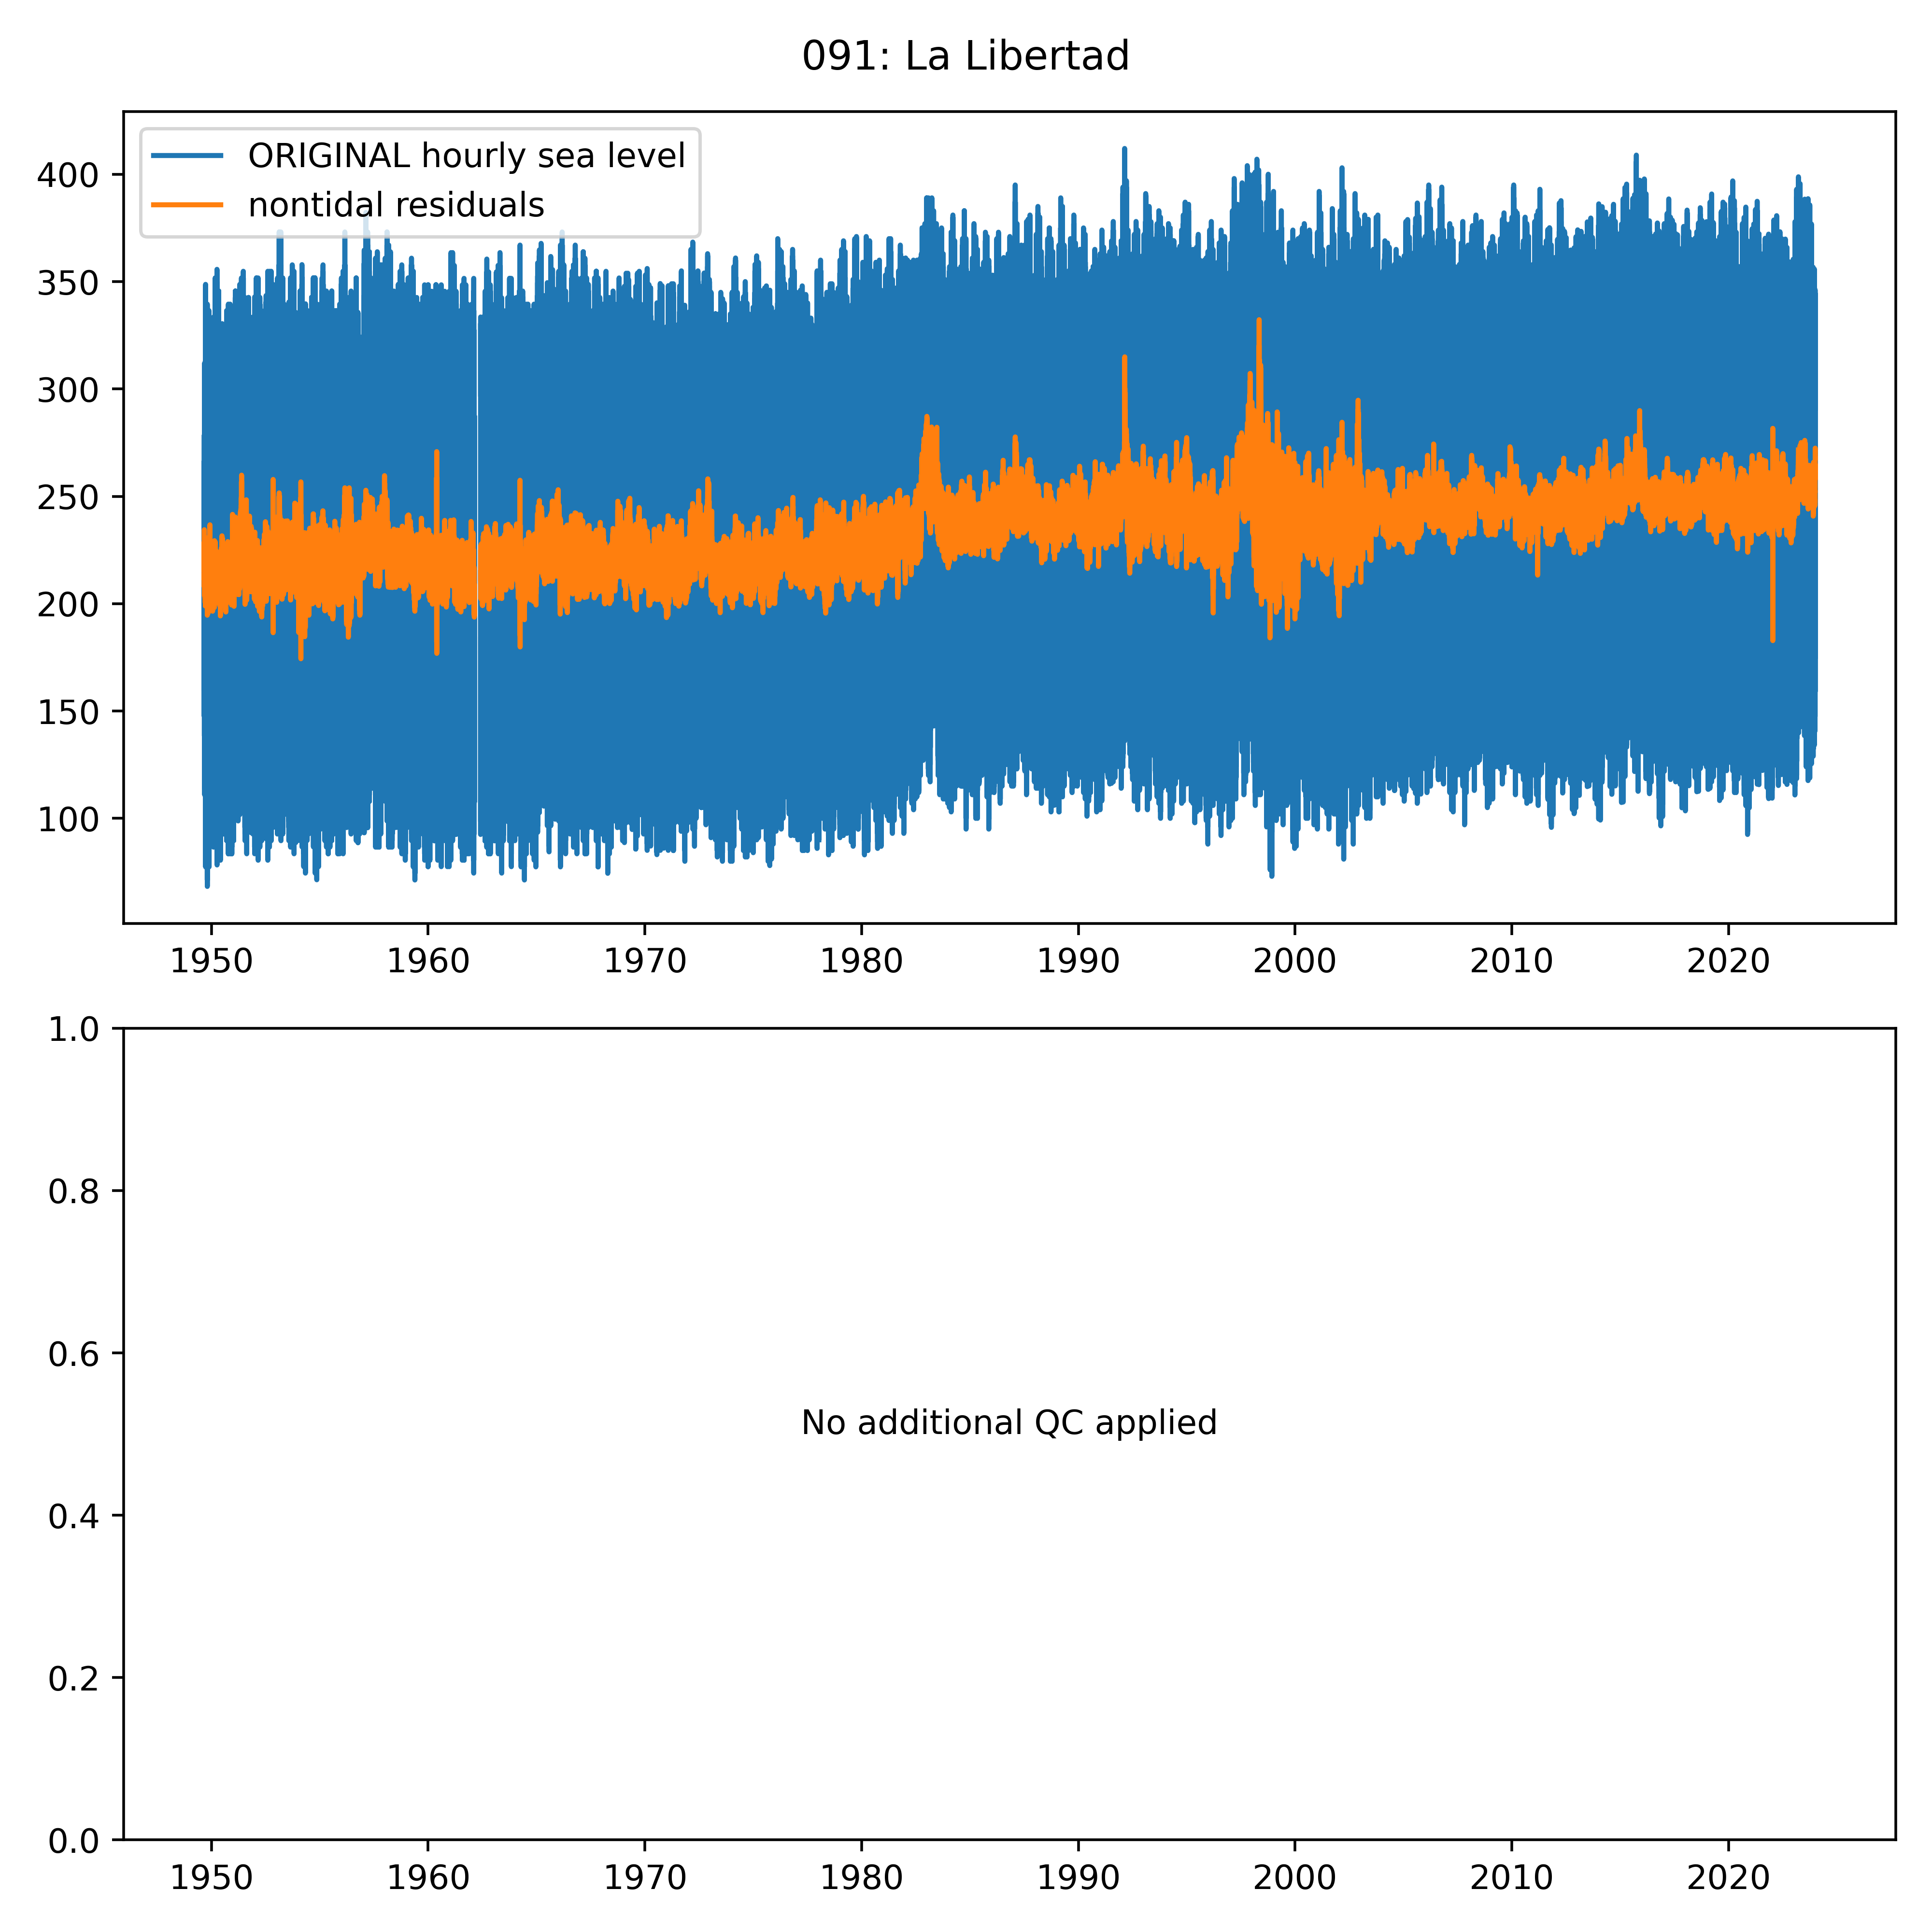 091: La Libertad
ORIGINAL hourly sea level
nontidal residuals
400
350
300
250
200
150
100
1950 1960 1970 1980 1990 2000 2010 2020
1.0
0.8
0.6
No additional QC applied
0.4
0.2
0.0
1950 1960 1970 1980 1990 2000 2010 2020